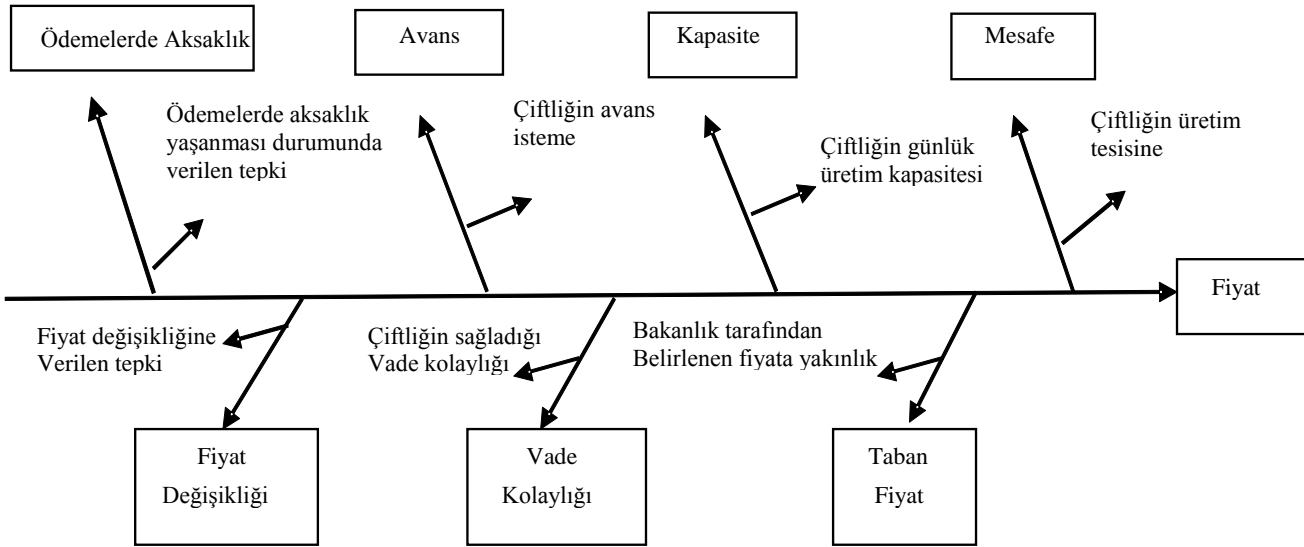 Ödemelerde Aksaklık
Avans
Kapasite
Mesafe
Ödemelerde aksaklık
yaşanması durumunda
verilen tepki
Çiftliğin avans
isteme
Çiftliğin günlük
üretim kapasitesi
Çiftliğin üretim
tesisine
Fiyat
Fiyat değişikliğine
Verilen tepki
Çiftliğin sağladığı
Vade kolaylığı
Bakanlık tarafından
Belirlenen fiyata yakınlık
Fiyat
Değişikliği
Vade
Kolaylığı
Taban
Fiyat